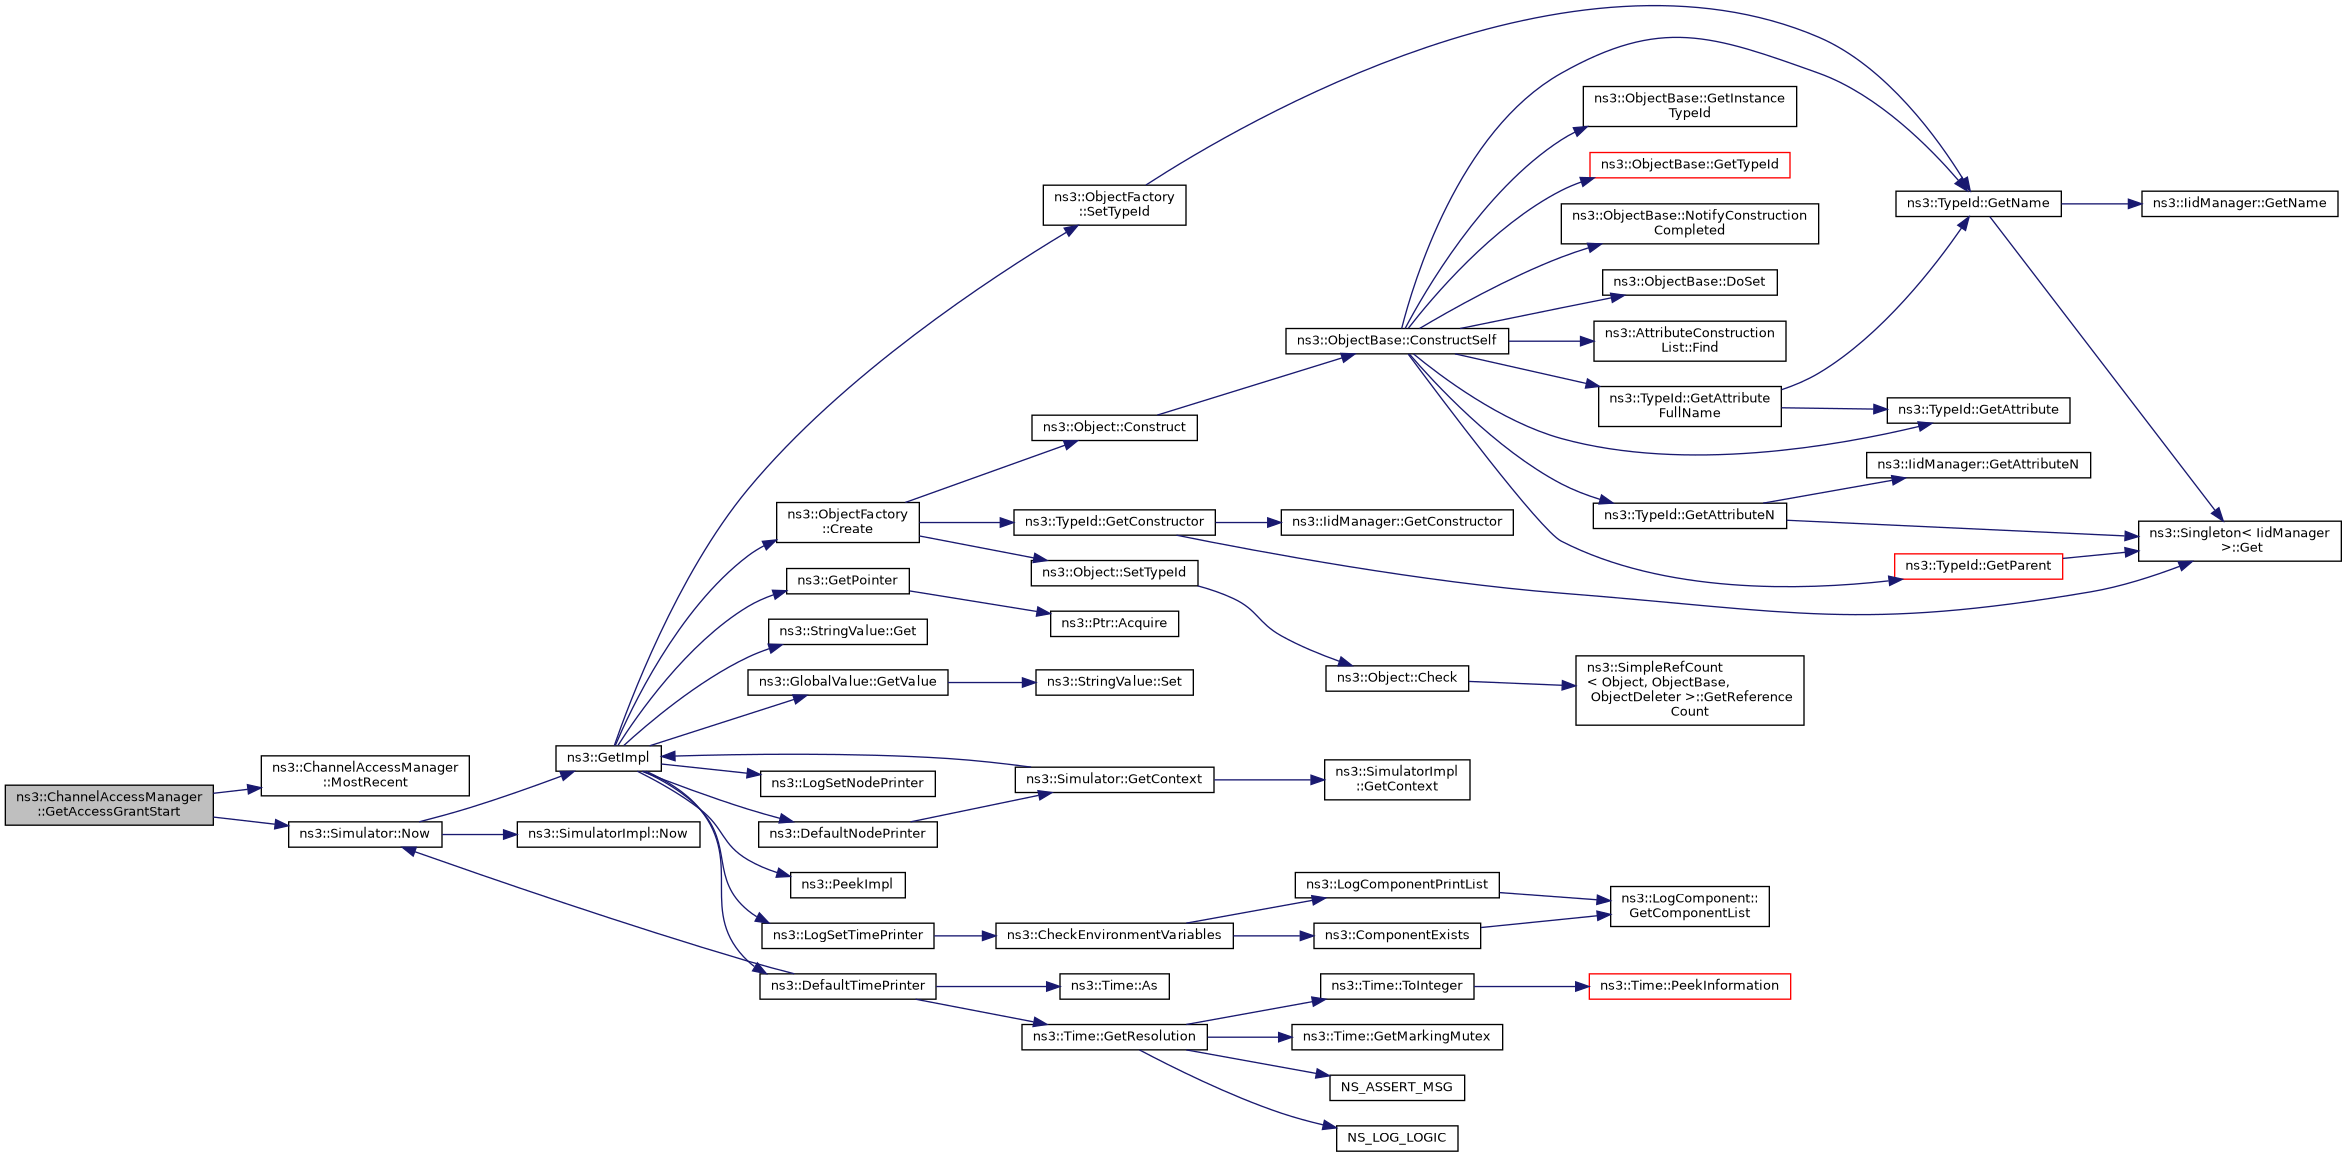 ns3::ChannelAccessManager
::GetAccessGrantStart
ns3::ChannelAccessManager
::MostRecent
ns3::Simulator::Now
ns3::SimulatorImpl::Now
ns3::GetImpl
ns3::ObjectFactory
::SetTypeId
ns3::ObjectFactory
::Create
ns3::GetPointer
ns3::StringValue::Get
ns3::GlobalValue::GetValue
ns3::LogSetNodePrinter
ns3::DefaultNodePrinter
ns3::PeekImpl
ns3::LogSetTimePrinter
ns3::DefaultTimePrinter
ns3::Object::Construct
ns3::TypeId::GetConstructor
ns3::Object::SetTypeId
ns3::Ptr::Acquire
ns3::StringValue::Set
ns3::Simulator::GetContext
ns3::CheckEnvironmentVariables
ns3::Time::As
ns3::Time::GetResolution
ns3::ObjectBase::ConstructSelf
ns3::IidManager::GetConstructor
ns3::Object::Check
ns3::SimulatorImpl
::GetContext
ns3::LogComponentPrintList
ns3::ComponentExists
ns3::Time::ToInteger
ns3::Time::GetMarkingMutex
NS_ASSERT_MSG
NS_LOG_LOGIC
ns3::ObjectBase::GetInstance
TypeId
ns3::ObjectBase::GetTypeId
ns3::ObjectBase::NotifyConstruction
Completed
ns3::ObjectBase::DoSet
ns3::AttributeConstruction
List::Find
ns3::TypeId::GetAttribute
FullName
ns3::TypeId::GetAttributeN
ns3::SimpleRefCount
< Object, ObjectBase,
ObjectDeleter >::GetReference
Count
ns3::LogComponent::
GetComponentList
ns3::Time::PeekInformation
ns3::TypeId::GetName
ns3::TypeId::GetAttribute
ns3::IidManager::GetAttributeN
ns3::TypeId::GetParent
ns3::IidManager::GetName
ns3::Singleton< IidManager
>::Get